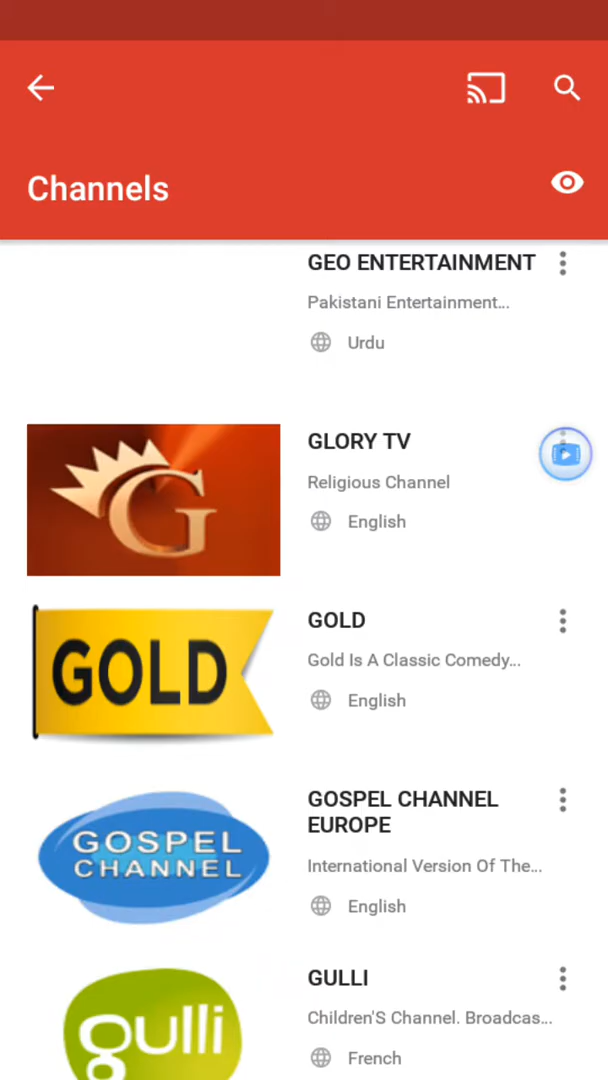 Channels
GEO ENTERTAINMENT
Pakistani Entertainment...
Urdu
G
GLORY TV
Religious Channel
English
GOLD
GOLD
Gold Is A Classic Comedy...
English
GOSPEL
CHANNEL
GOSPEL CHANNEL
EUROPE
International Version Of The...
English
gulli
GULLI
Children'S Channel. Broadcas...
French